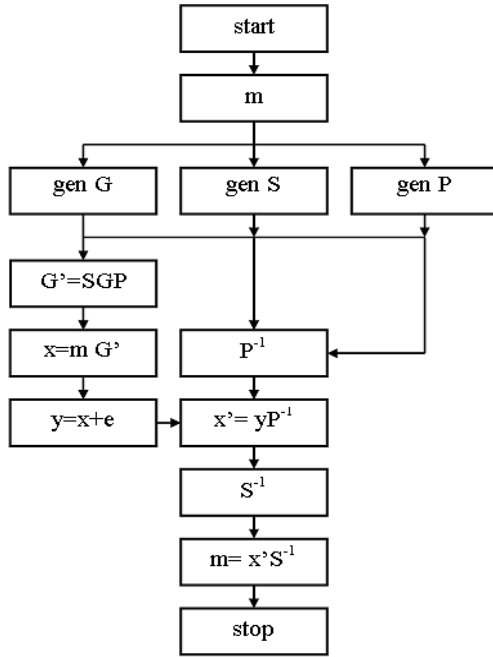 start
m
gen G
gen S
gen P
G’=SGP
x=m G’
P⁻¹
y=x+e
x’= yP⁻¹
S⁻¹
m= x’S⁻¹
stop